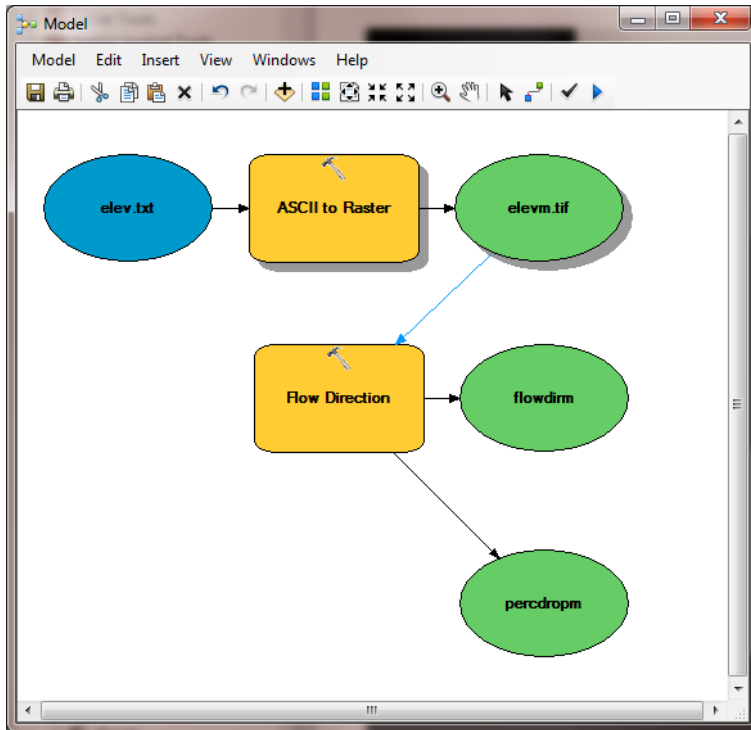 Model
Model Edit Insert View Windows Help
elev.txt ASCII to Raster elevm.tif
Flow Direction flowdirm
percdropm